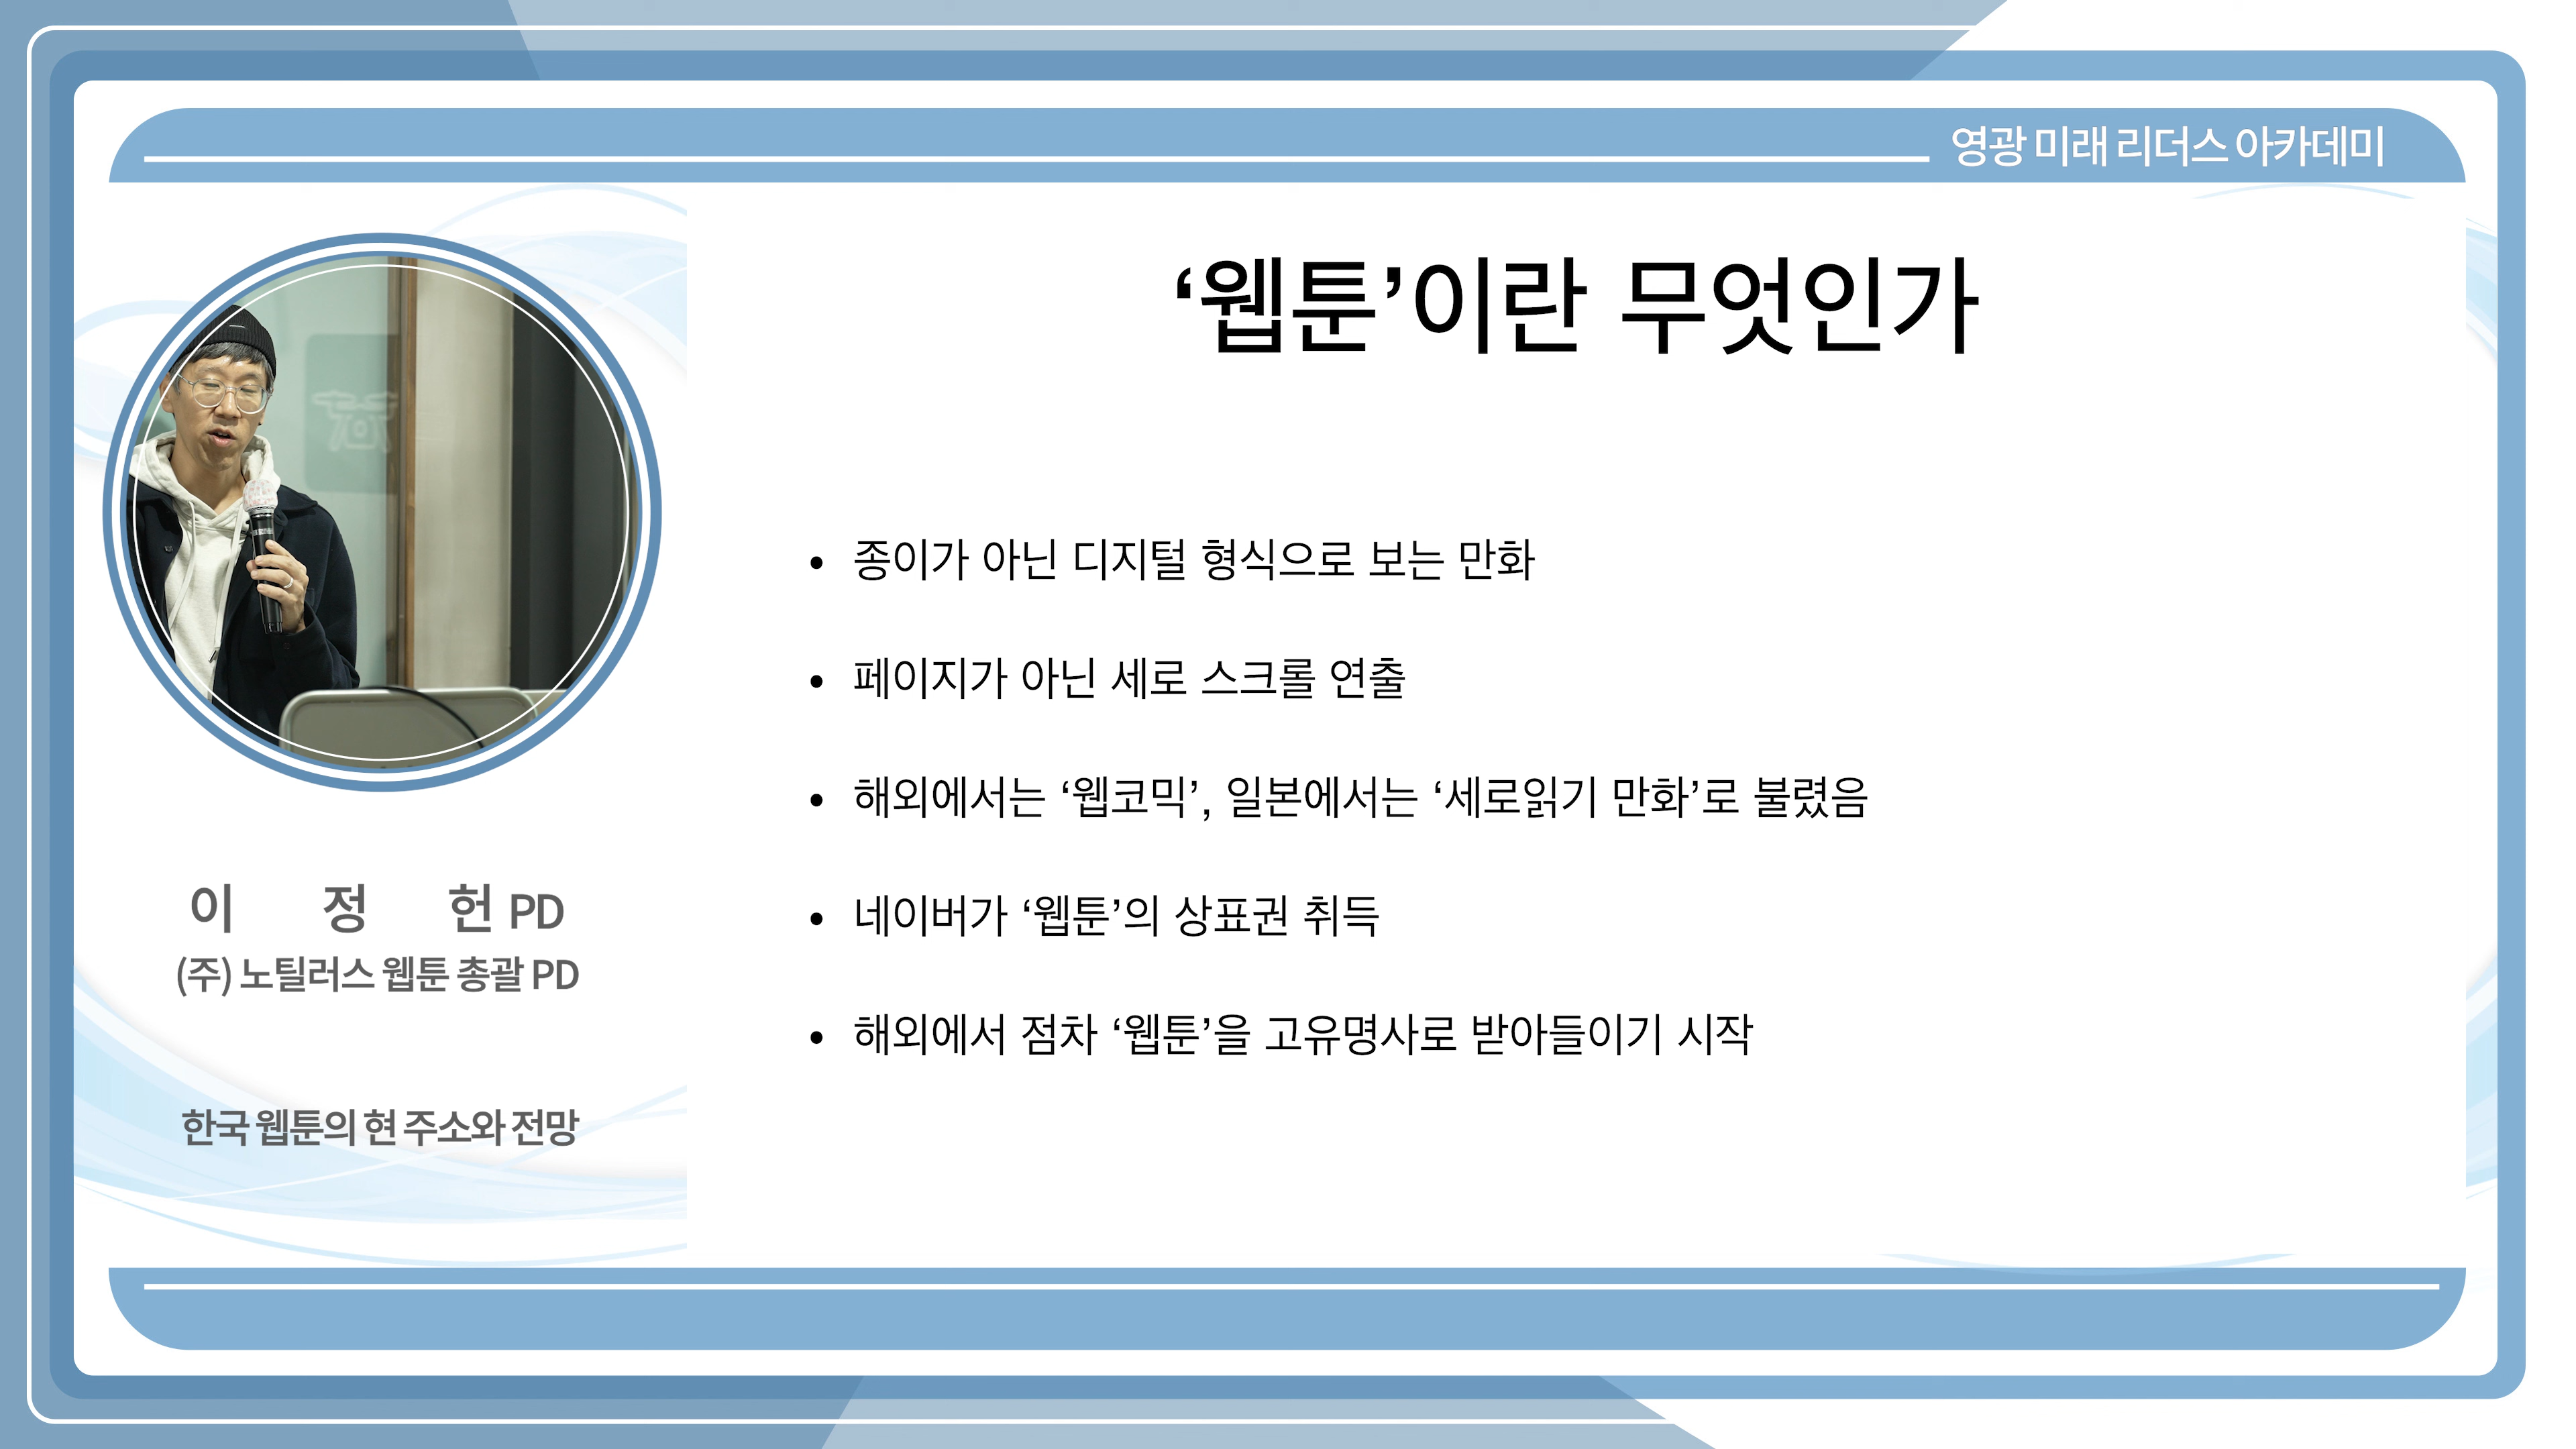 영광 미래 리더스 아카데미
‘웹툰’이란 무엇인가
• 종이가 아닌 디지털 형식으로 보는 만화
• 페이지가 아닌 세로 스크롤 연출
• 해외에서는 ‘웹코믹’, 일본에서는 ‘세로읽기 만화’로 불렸음
• 네이버가 ‘웹툰’의 상표권 취득
• 해외에서 점차 ‘웹툰’을 고유명사로 받아들이기 시작
이 정 헌 PD
(주) 노틸러스 웹툰 총괄 PD
한국 웹툰의 현 주소와 전망